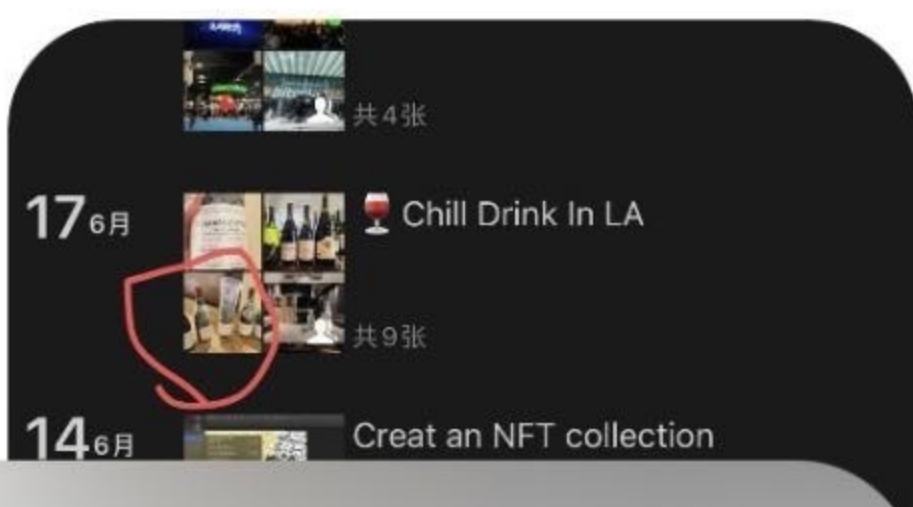 共4张
17 6月
🍷 Chill Drink In LA
共9张
14 6月
Creat an NFT collection